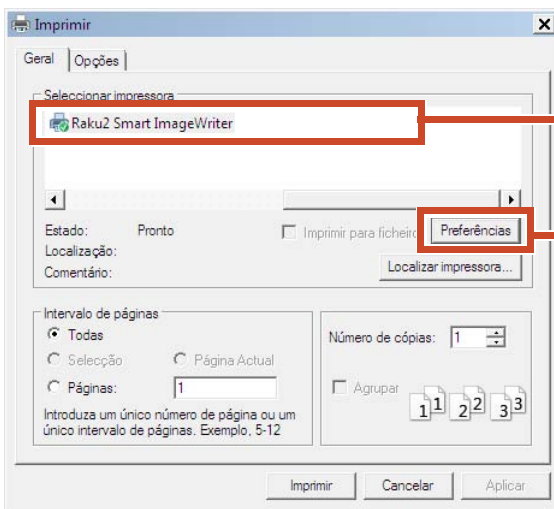 Imprimir
Geral
Opções
Seleccionar impressora
Raku2 Smart ImageWriter
Estado: Pronto
Imprimir para ficheiro
Preferências
Localização:
Comentário:
Localizar impressora...
Intervalo de páginas
Todas
Selecção
Página Actual
Páginas: 1
Introduza um único número de página ou um
único intervalo de páginas. Exemplo, 5-12
Número de cópias: 1
Agrupar
1 1 2 2 3 3
Imprimir
Cancelar
Aplicar